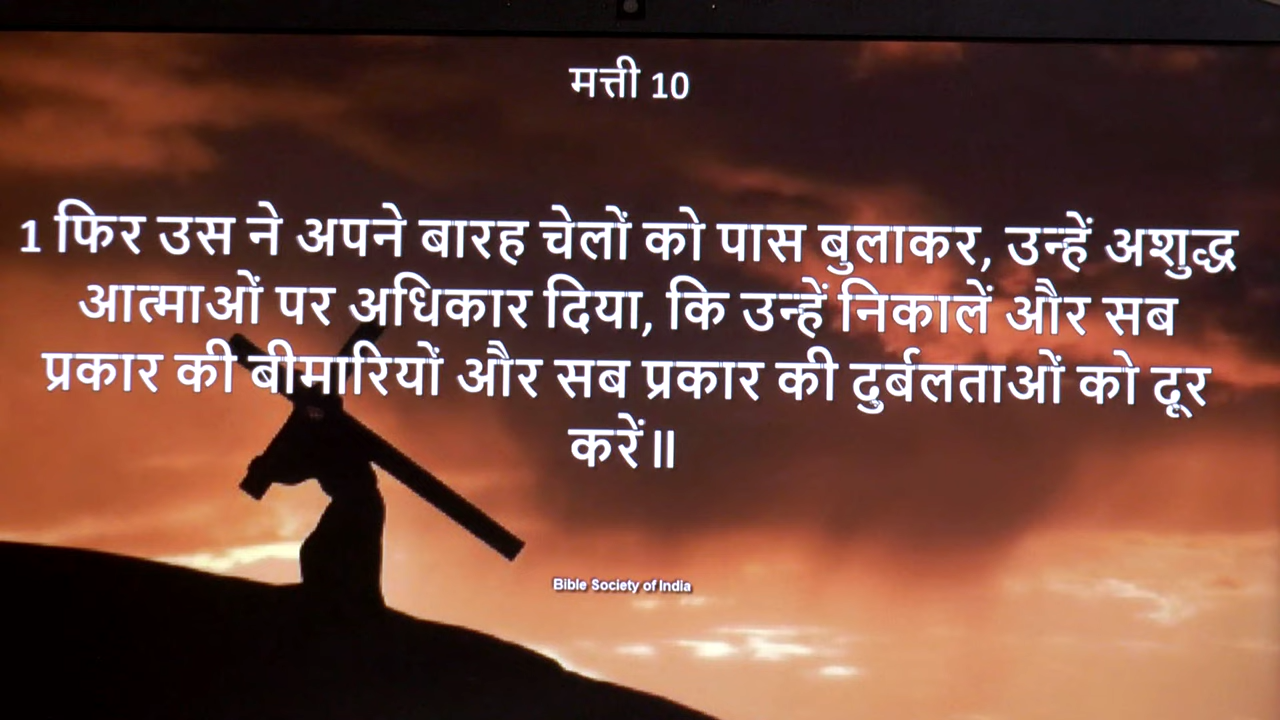 मत्ती 10
1 फिर उस ने अपने बारह चेलों को पास बुलाकर, उन्हें अशुद्ध
आत्माओं पर अधिकार दिया, कि उन्हें निकालें और सब
प्रकार की बीमारियों और सब प्रकार की दुर्बलताओं को दूर
करें॥
Bible Society of India